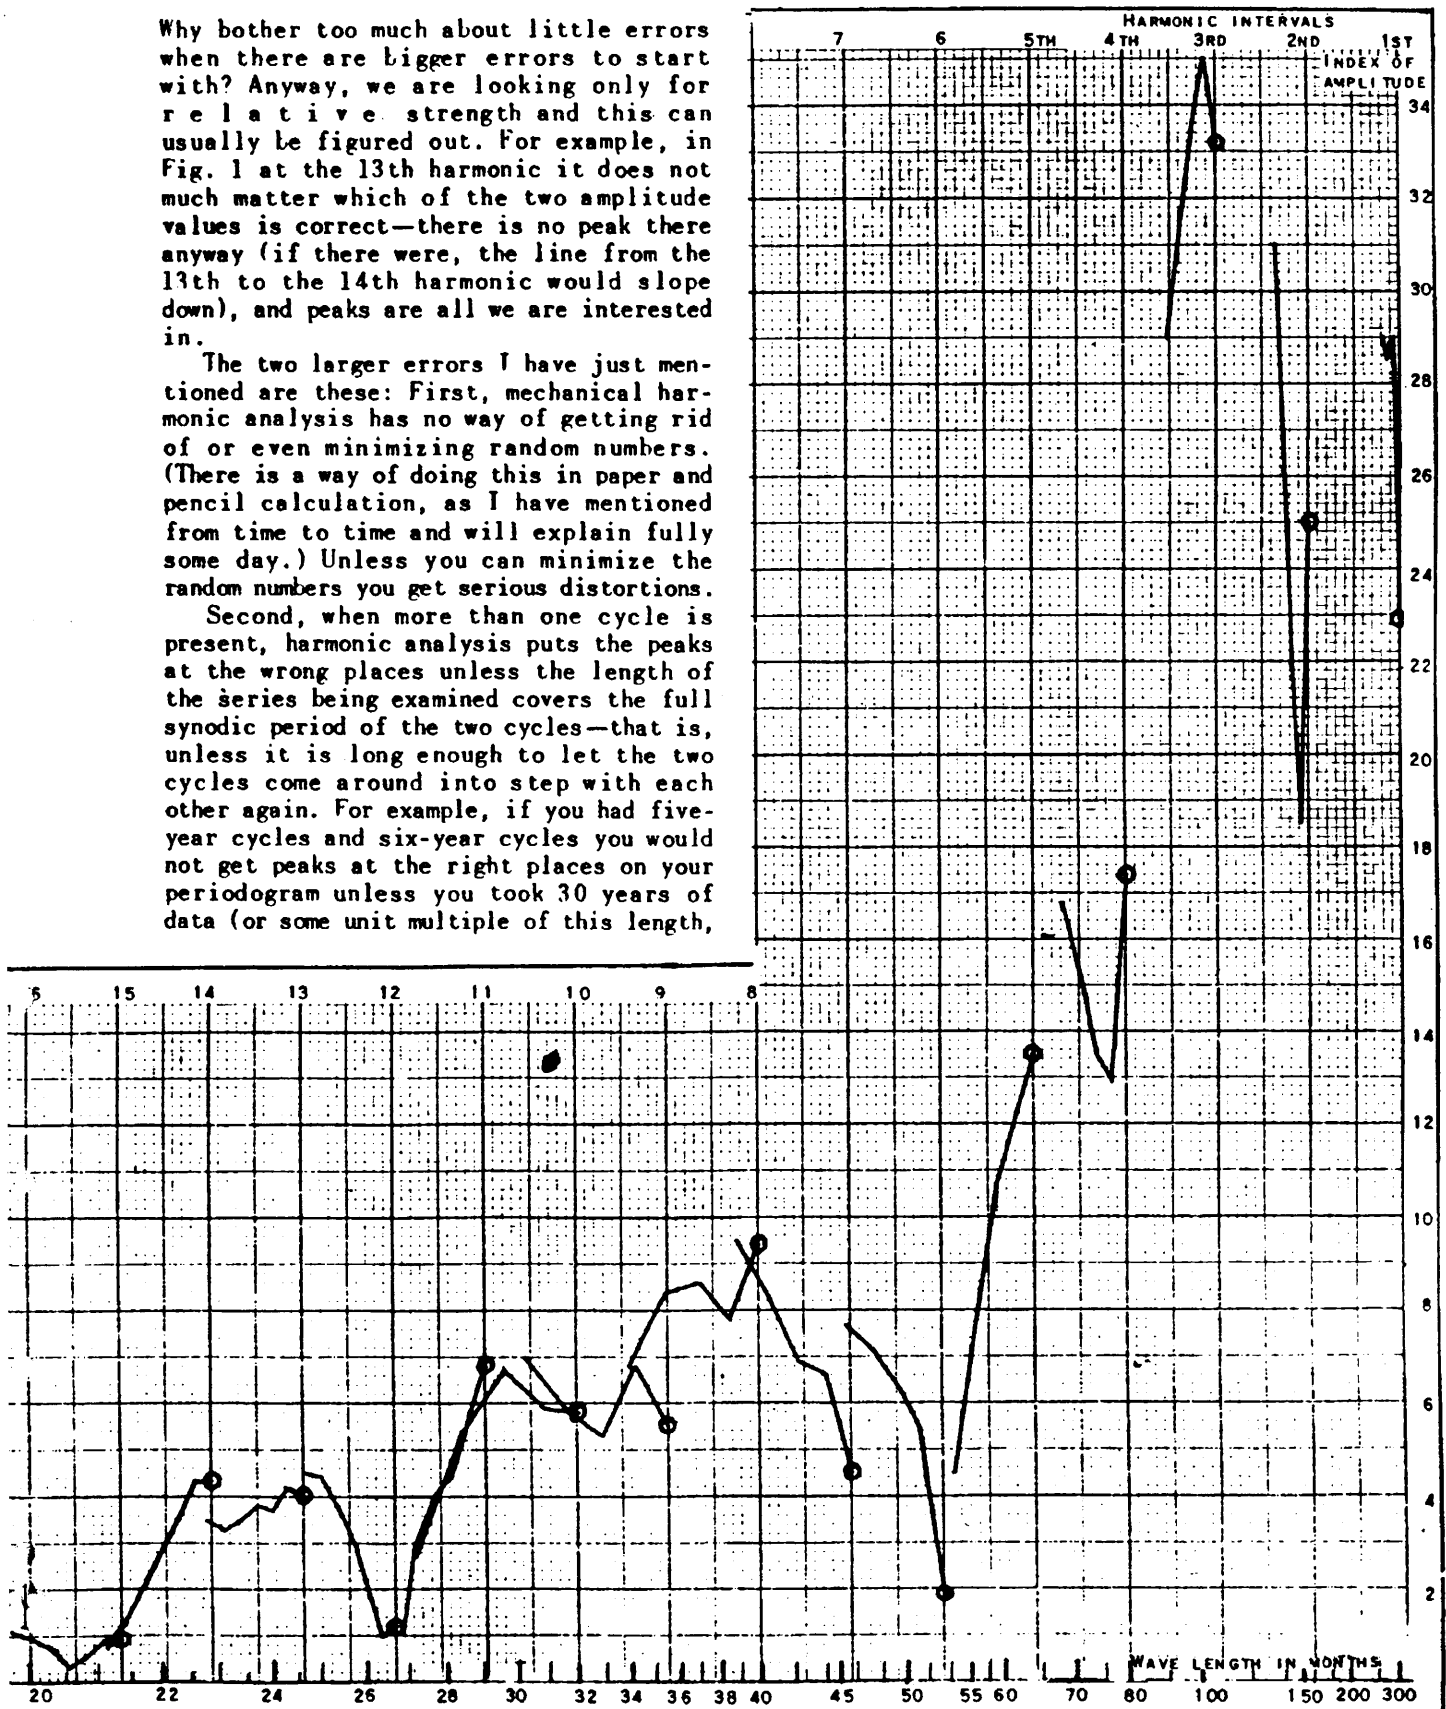 Why bother too much about little errors
when there are bigger errors to start
with? Anyway, we are looking only for
r e l a t i v e strength and this can
usually be figured out. For example, in
Fig. 1 at the 13th harmonic it does not
much matter which of the two amplitude
values is correct—there is no peak there
anyway (if there were, the line from the
13th to the 14th harmonic would slope
down), and peaks are all we are interested
in.
The two larger errors I have just men-
tioned are these: First, mechanical har-
monic analysis has no way of getting rid
of or even minimizing random numbers.
(There is a way of doing this in paper and
pencil calculation, as I have mentioned
from time to time and will explain fully
some day.) Unless you can minimize the
random numbers you get serious distortions.
Second, when more than one cycle is
present, harmonic analysis puts the peaks
at the wrong places unless the length of
the series being examined covers the full
synodic period of the two cycles—that is,
unless it is long enough to let the two
cycles come around into step with each
other again. For example, if you had five-
year cycles and six-year cycles you would
not get peaks at the right places on your
periodogram unless you took 30 years of
data (or some unit multiple of this length,
HARMONIC INTERVALS
7 6 5TH 4TH 3RD 2ND 1ST
INDEX OF
AMPLITUDE
34
32
30
28
26
24
22
20
18
16
15 14 13 12 11 10 9 8
14
12
10
8
6
4
2
WAVE LENGTH IN MONTHS
20 22 24 26 28 30 32 34 36 38 40 45 50 55 60 70 80 100 150 200 300